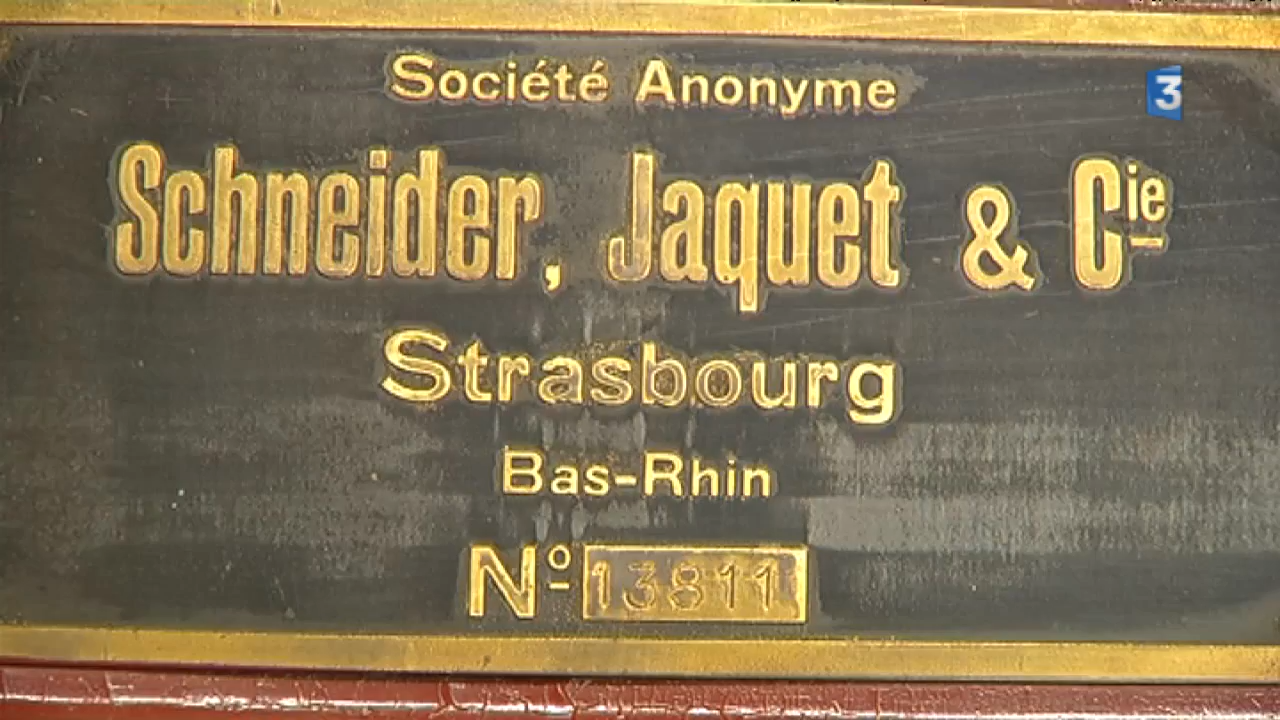 Société Anonyme
3
Schneider, Jaquet & Cie
Strasbourg
Bas-Rhin
Nº 13811